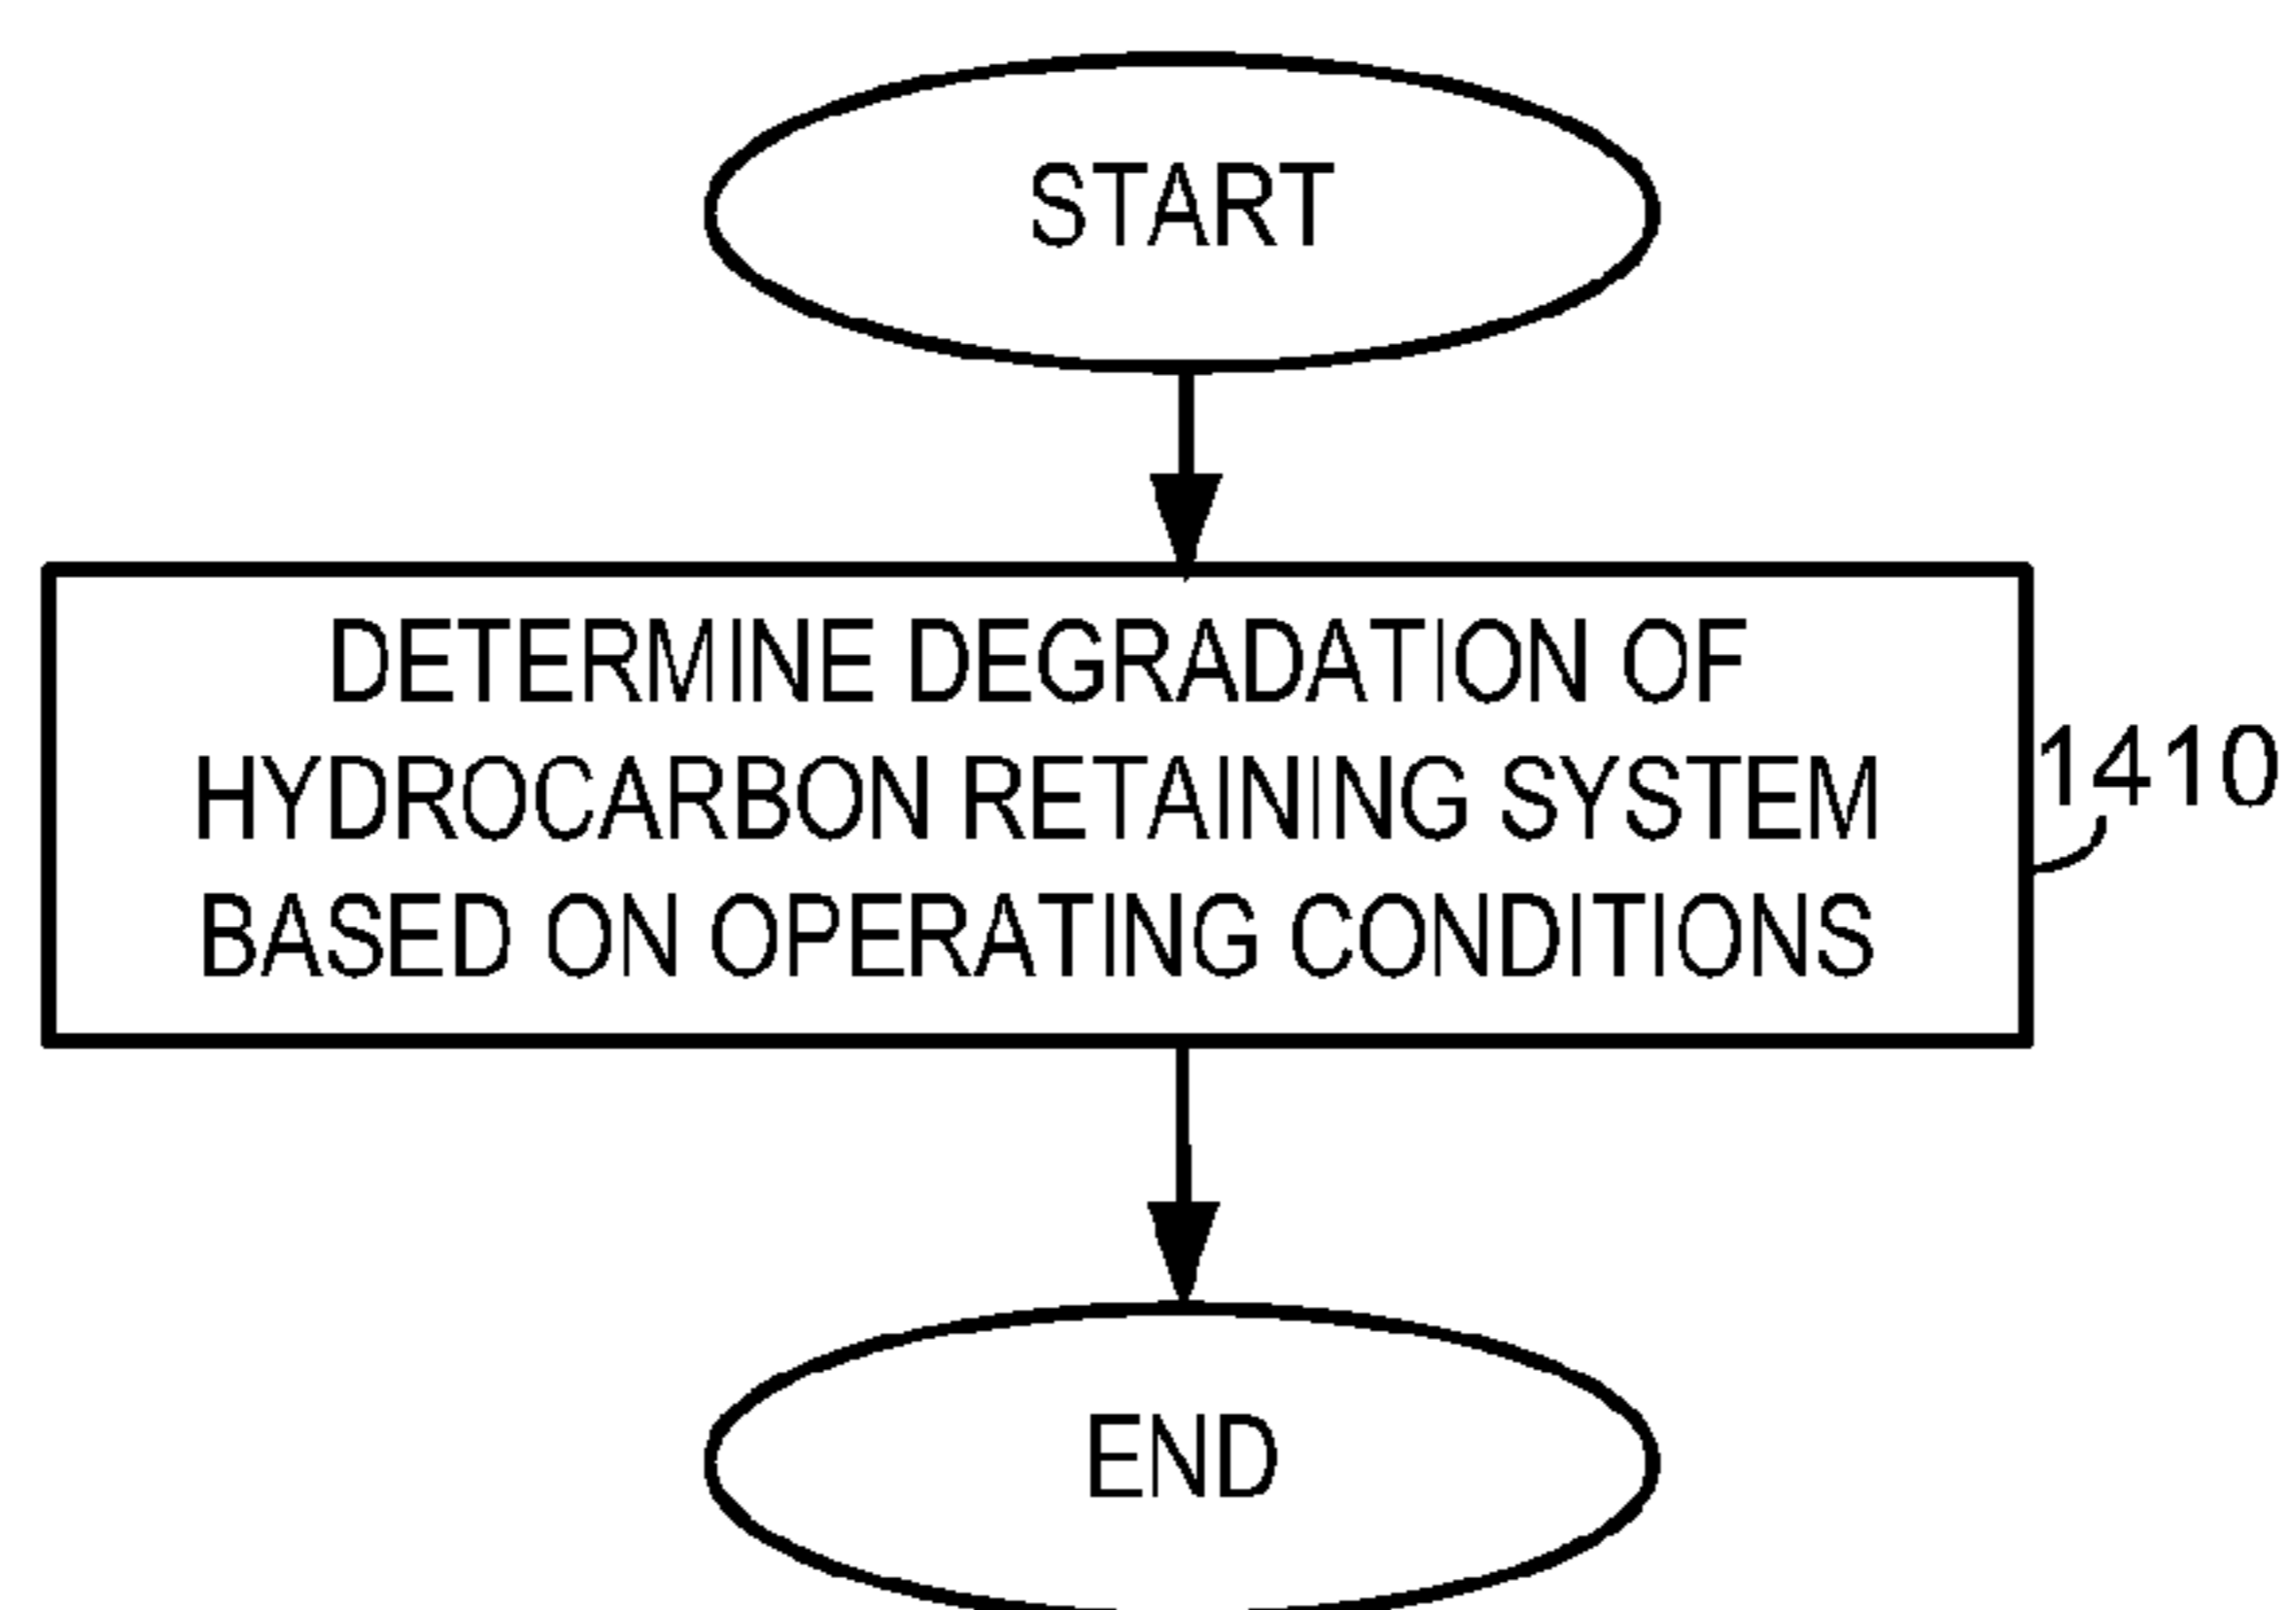 START
DETERMINE DEGRADATION OF
HYDROCARBON RETAINING SYSTEM
BASED ON OPERATING CONDITIONS
1410
END